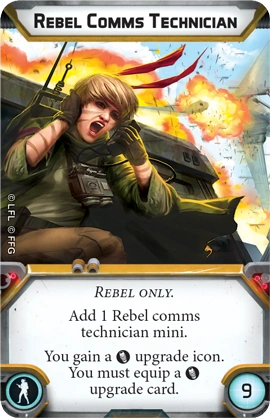 Rebel Comms Technician
© LFL © FFG
Rebel only.
Add 1 Rebel comms
technician mini.
You gain a upgrade icon.
You must equip a
upgrade card.
9